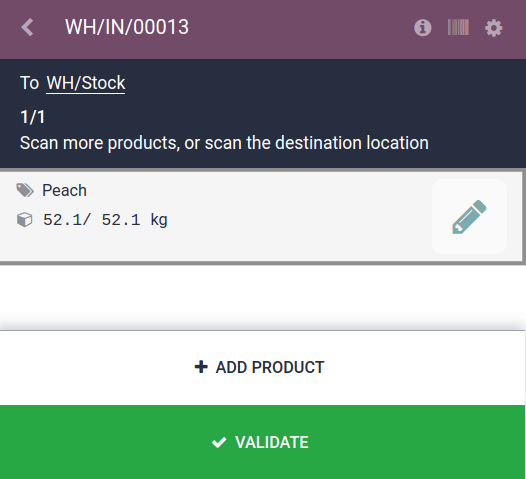 WH/IN/00013
To WH/Stock
1/1
Scan more products, or scan the destination location
Peach
52.1/ 52.1 kg
ADD PRODUCT
VALIDATE